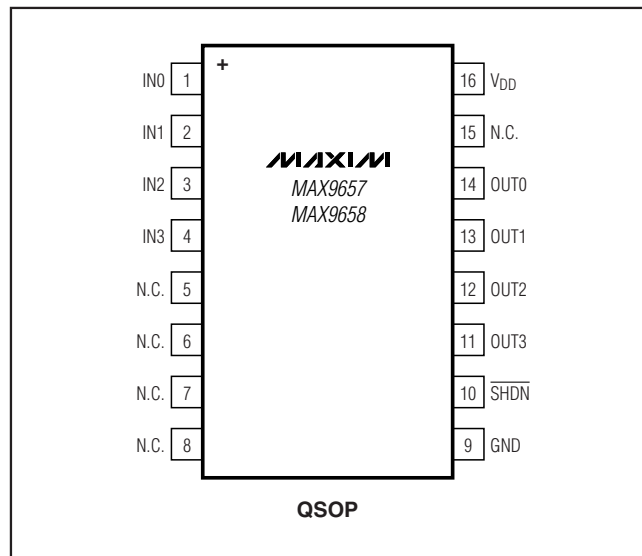 +
IN0 1
IN1 2
IN2 3
IN3 4
N.C. 5
N.C. 6
N.C. 7
N.C. 8
MAXIM
MAX9657
MAX9658
16 VDD
15 N.C.
14 OUT0
13 OUT1
12 OUT2
11 OUT3
10 S̅H̅D̅N̅
9 GND
QSOP